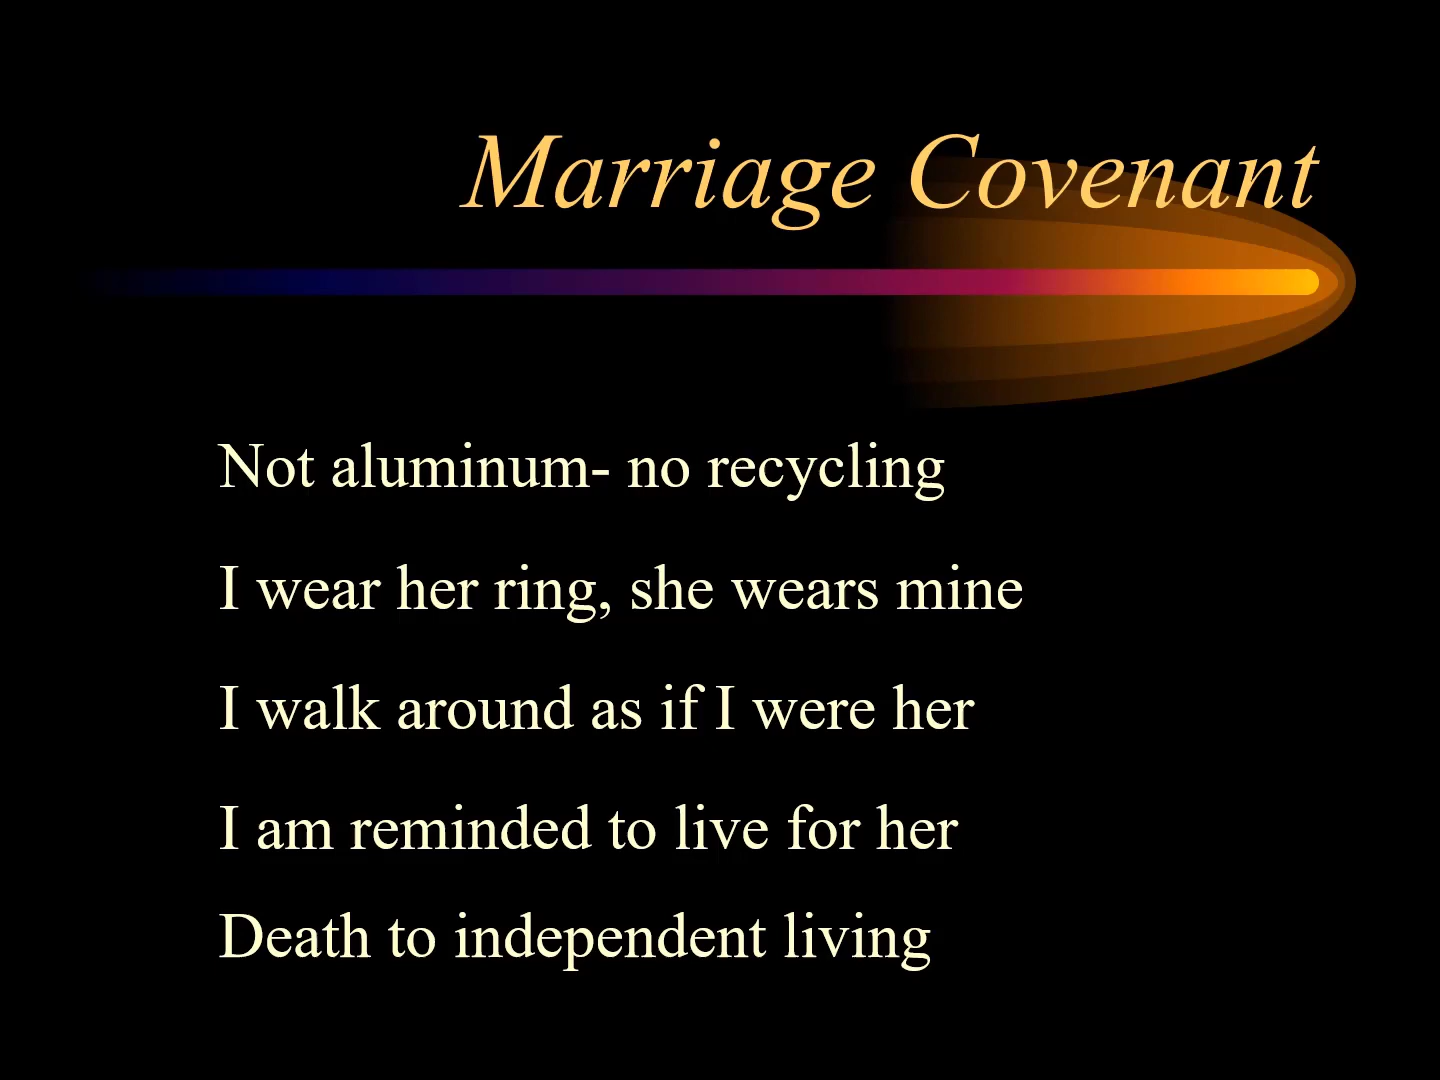 Marriage Covenant
Not aluminum- no recycling
I wear her ring, she wears mine
I walk around as if I were her
I am reminded to live for her
Death to independent living